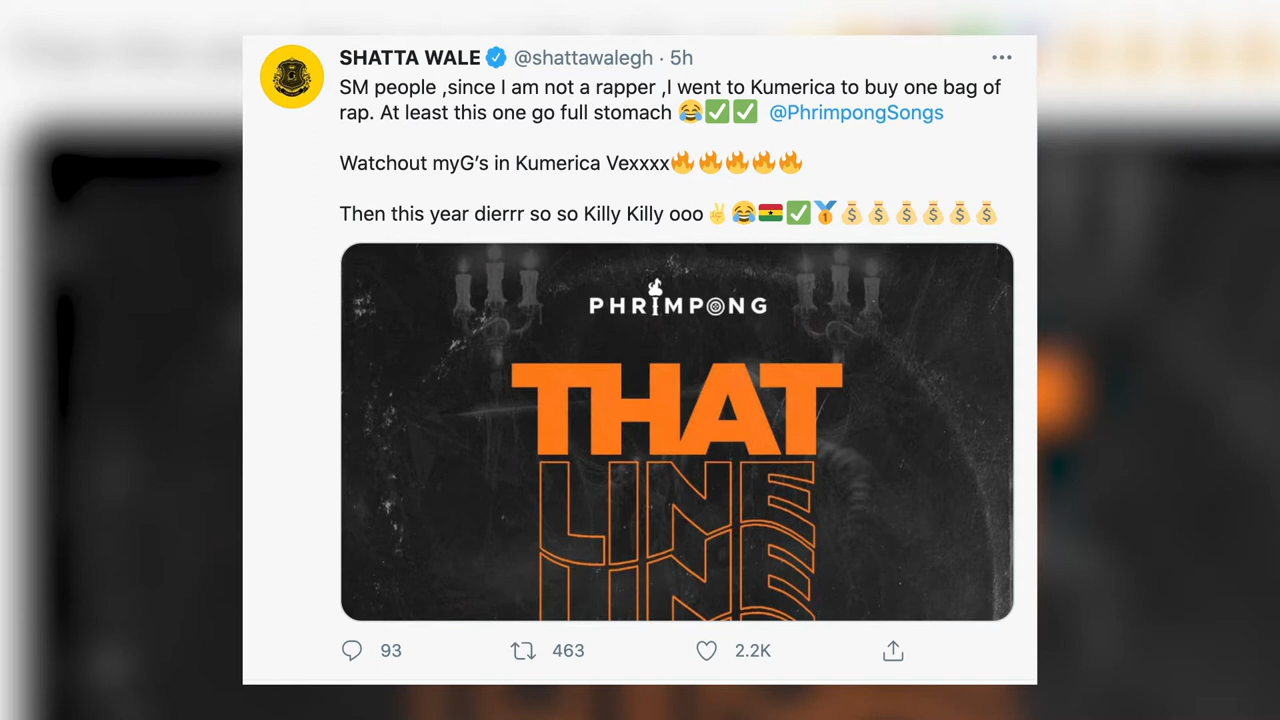 SHATTA WALE @shattawalegh · 5h
SM people ,since I am not a rapper ,I went to Kumerica to buy one bag of
rap. At least this one go full stomach 😂✅✅ @PhrimpongSongs
Watchout myG’s in Kumerica Vexxxx🔥🔥🔥🔥🔥
Then this year dierrr so so Killy Killy ooo ✌️😂🇬🇭✅🥇💰💰💰💰💰💰
PHRIMPONG
THAT
LINE
LINE
93 463 2.2K